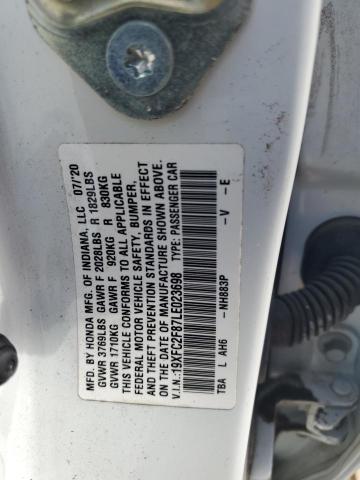 MFD. BY HONDA MFG. OF INDIANA, LLC 07/'20
GVWR 3769LBS GAWR F 2028LBS R 1829LBS
GVWR 1710KG GAWR F 920KG R 830KG
THIS VEHICLE CONFORMS TO ALL APPLICABLE
FEDERAL MOTOR VEHICLE SAFETY, BUMPER,
AND THEFT PREVENTION STANDARDS IN EFFECT
ON THE DATE OF MANUFACTURE SHOWN ABOVE.
V.I.N.:19XFC2F87LE023698 TYPE: PASSENGER CAR
TBA L AH6 -NH883P -V -E